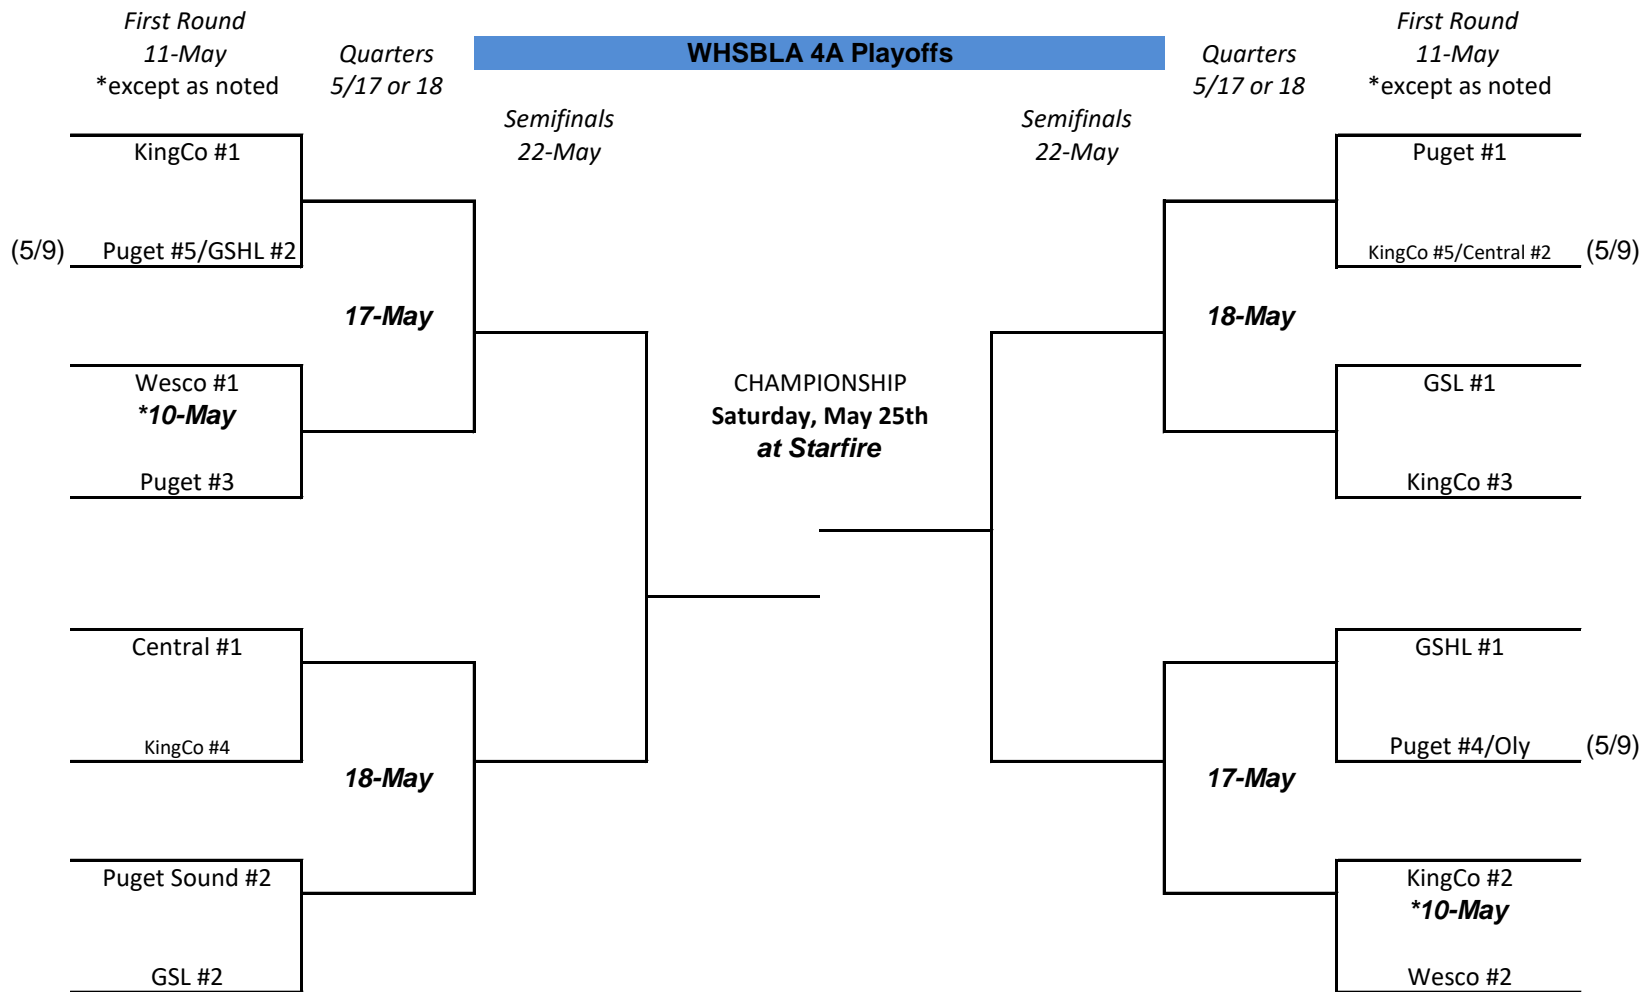 First Round
11-May
*except as noted
Quarters
5/17 or 18
WHSBLA 4A Playoffs
Quarters
5/17 or 18
First Round
11-May
*except as noted
Semifinals
22-May
Semifinals
22-May
KingCo #1
(5/9) Puget #5/GSHL #2
17-May
Wesco #1
*10-May
Puget #3
Central #1
KingCo #4
18-May
Puget Sound #2
GSL #2
CHAMPIONSHIP
Saturday, May 25th
at Starfire
Puget #1
KingCo #5/Central #2 (5/9)
18-May
GSL #1
KingCo #3
GSHL #1
Puget #4/Oly (5/9)
17-May
KingCo #2
*10-May
Wesco #2